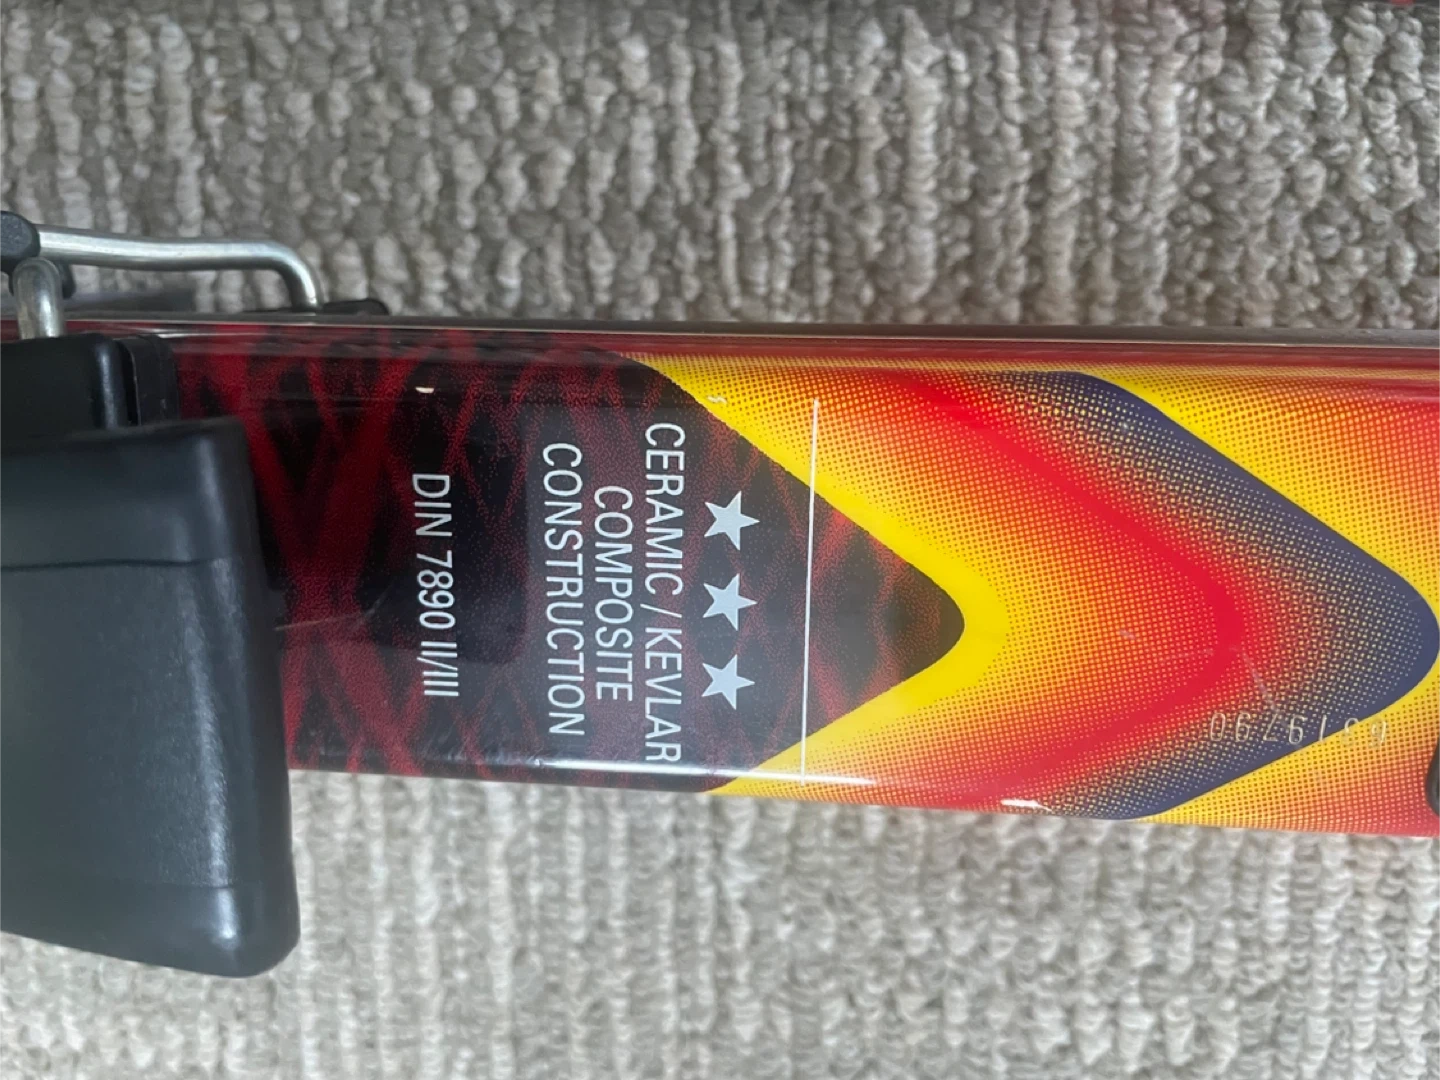 CERAMIC / KEVLAR
COMPOSITE
CONSTRUCTION
DIN 7890 II/III